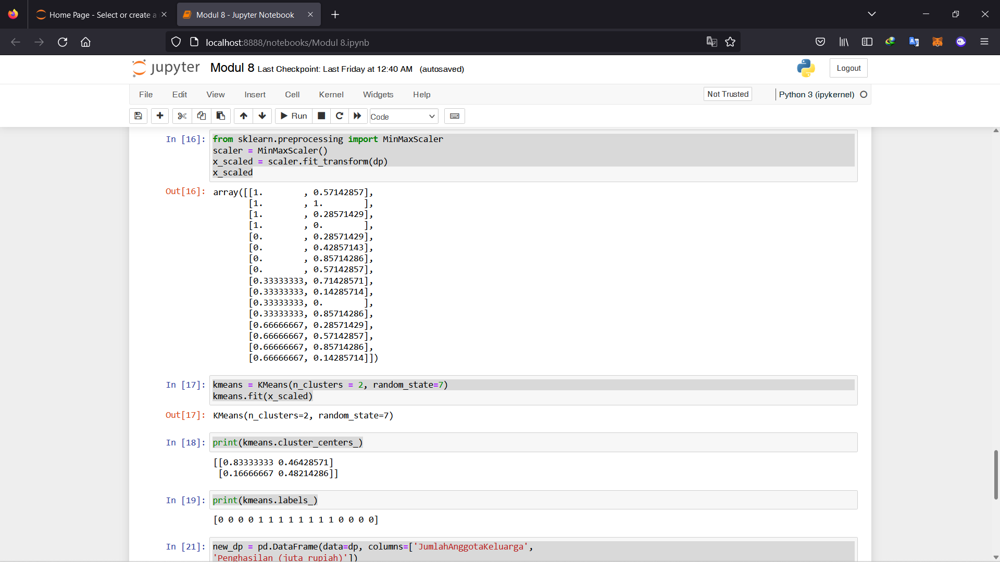 Home Page - Select or create a
Modul 8 - Jupyter Notebook
localhost:8888/notebooks/Modul 8.ipynb
jupyter Modul 8 Last Checkpoint: Last Friday at 12:40 AM (autosaved)
Logout
File Edit View Insert Cell Kernel Widgets Help
Not Trusted
Python 3 (ipykernel)
Run
Code
In [16]: from sklearn.preprocessing import MinMaxScaler
scaler = MinMaxScaler()
x_scaled = scaler.fit_transform(dp)
x_scaled
Out[16]: array([[1.        , 0.57142857],
[1.        , 1.        ],
[1.        , 0.28571429],
[1.        , 0.        ],
[0.        , 0.28571429],
[0.        , 0.42857143],
[0.        , 0.85714286],
[0.        , 0.57142857],
[0.33333333, 0.71428571],
[0.33333333, 0.14285714],
[0.33333333, 0.        ],
[0.33333333, 0.85714286],
[0.66666667, 0.28571429],
[0.66666667, 0.57142857],
[0.66666667, 0.85714286],
[0.66666667, 0.14285714]])
In [17]: kmeans = KMeans(n_clusters = 2, random_state=7)
kmeans.fit(x_scaled)
Out[17]: KMeans(n_clusters=2, random_state=7)
In [18]: print(kmeans.cluster_centers_)
[[0.83333333 0.46428571]
[0.16666667 0.48214286]]
In [19]: print(kmeans.labels_)
[0 0 0 0 1 1 1 1 1 1 1 1 0 0 0 0]
In [21]: new_dp = pd.DataFrame(data=dp, columns=['JumlahAnggotaKeluarga',
'Penghasilan (juta rupiah)'])